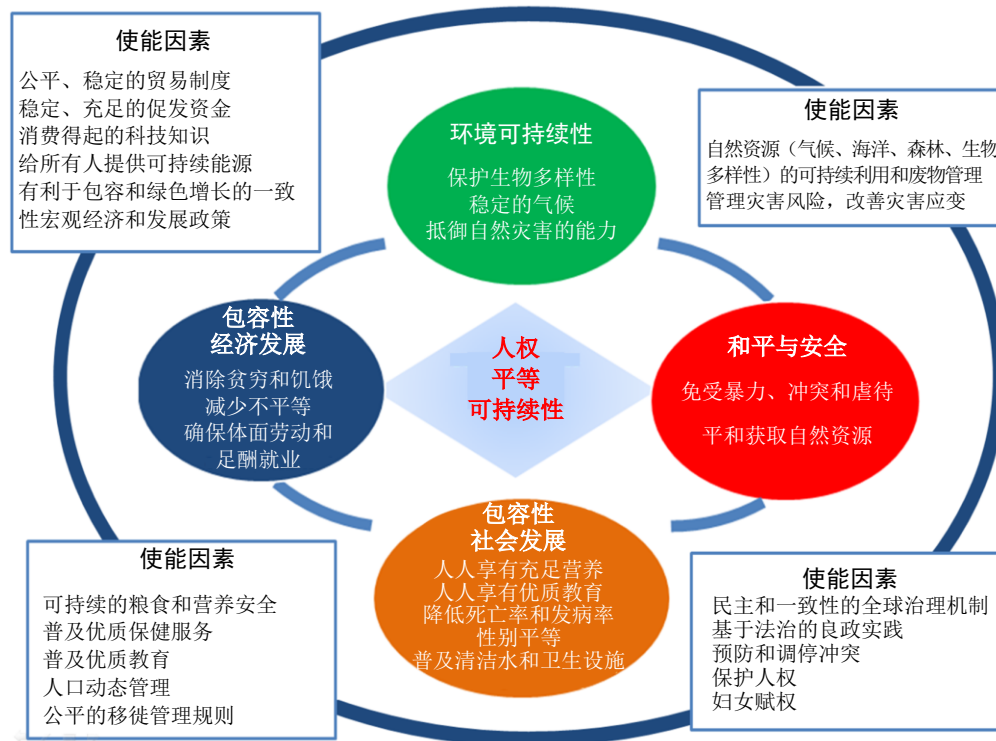 使能因素
公平、稳定的贸易制度
稳定、充足的促发资金
消费得起的科技知识
给所有人提供可持续能源
有利于包容和绿色增长的一致
性宏观经济和发展政策
使能因素
自然资源（气候、海洋、森林、生物
多样性）的可持续利用和废物管理
管理灾害风险，改善灾害应变
环境可持续性
保护生物多样性
稳定的气候
抵御自然灾害的能力
包容性
经济发展
消除贫穷和饥饿
减少不平等
确保体面劳动和
足酬就业
人权
平等
可持续性
和平与安全
免受暴力、冲突和虐待
平和获取自然资源
包容性
社会发展
人人享有充足营养
人人享有优质教育
降低死亡率和发病率
性别平等
普及清洁水和卫生设施
使能因素
可持续的粮食和营养安全
普及优质保健服务
普及优质教育
人口动态管理
公平的移徙管理规则
使能因素
民主和一致性的全球治理机制
基于法治的良政实践
预防和调停冲突
保护人权
妇女赋权